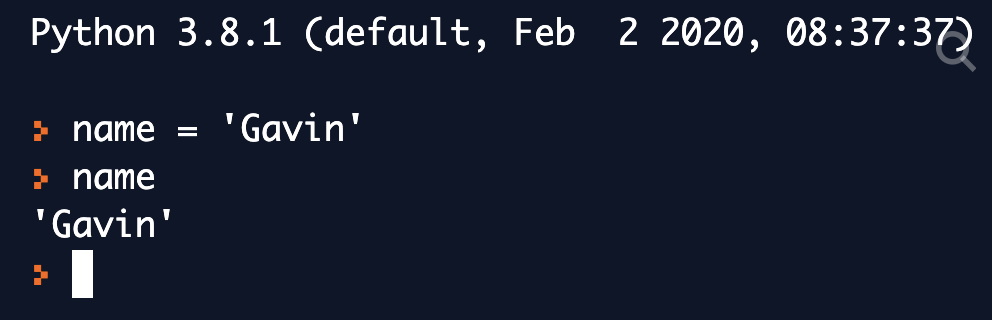 Python 3.8.1 (default, Feb  2 2020, 08:37:37)
> name = 'Gavin'
> name
'Gavin'
>